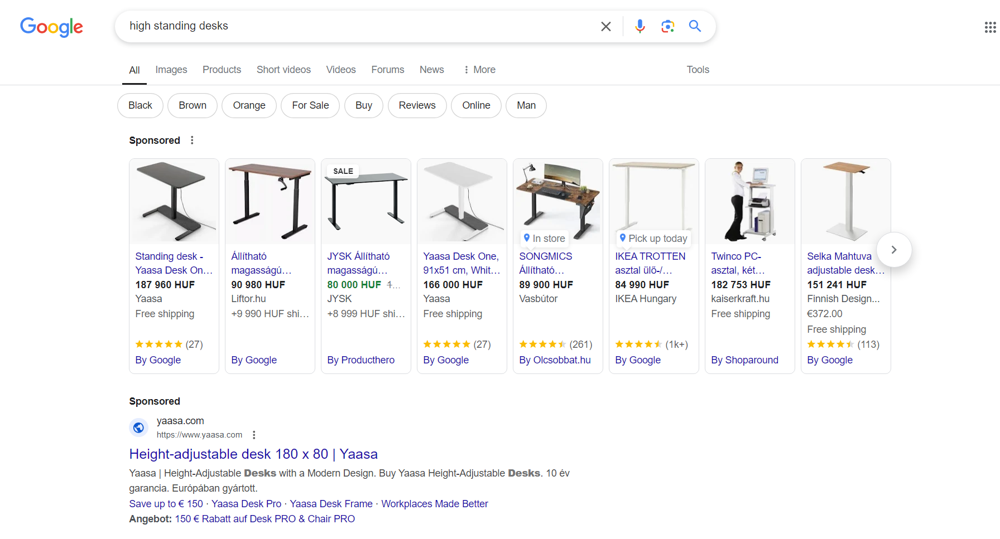 Google
high standing desks
All
Images
Products
Short videos
Videos
Forums
News
More
Tools
Black
Brown
Orange
For Sale
Buy
Reviews
Online
Man
Sponsored
Standing desk -
Yaasa Desk On...
187 960 HUF
Yaasa
Free shipping
(27)
By Google
Állítható
magasságú...
90 980 HUF
Liftor.hu
+9 990 HUF shi...
By Google
SALE
JYSK Állítható
magasságú...
80 000 HUF 1...
JYSK
+8 999 HUF shi...
By Producthero
Yaasa Desk One,
91x51 cm, Whit...
166 000 HUF
Yaasa
Free shipping
(27)
By Google
In store
SONGMICS
Állítható...
89 900 HUF
Vasbútor
(261)
By Olcsobbat.hu
Pick up today
IKEA TROTTEN
asztal ülő-/...
84 990 HUF
IKEA Hungary
(1k+)
By Google
Twinco PC-
asztal, két...
182 753 HUF
kaiserkraft.hu
Free shipping
By Shoparound
Selka Mahtuva
adjustable desk...
151 241 HUF
Finnish Design...
€372.00
Free shipping
(113)
By Google
Sponsored
yaasa.com
https://www.yaasa.com
Height-adjustable desk 180 x 80 | Yaasa
Yaasa | Height-Adjustable Desks with a Modern Design. Buy Yaasa Height-Adjustable Desks. 10 év
garancia. Európában gyártott.
Save up to € 150 · Yaasa Desk Pro · Yaasa Desk Frame · Workplaces Made Better
Angebot: 150 € Rabatt auf Desk PRO & Chair PRO